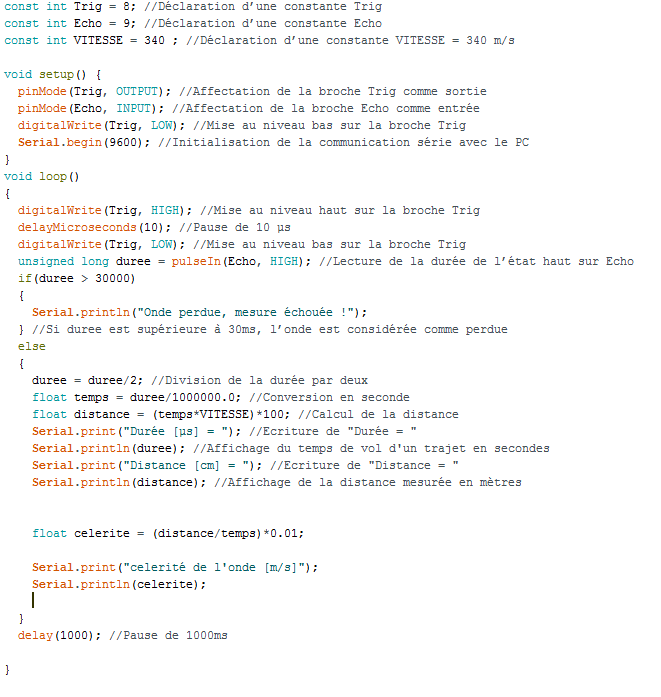 const int Trig = 8; //Déclaration d’une constante Trig
const int Echo = 9; //Déclaration d’une constante Echo
const int VITESSE = 340 ; //Déclaration d’une constante VITESSE = 340 m/s
void setup() {
pinMode(Trig, OUTPUT); //Affectation de la broche Trig comme sortie
pinMode(Echo, INPUT); //Affectation de la broche Echo comme entrée
digitalWrite(Trig, LOW); //Mise au niveau bas sur la broche Trig
Serial.begin(9600); //Initialisation de la communication série avec le PC
}
void loop()
{
digitalWrite(Trig, HIGH); //Mise au niveau haut sur la broche Trig
delayMicroseconds(10); //Pause de 10 µs
digitalWrite(Trig, LOW); //Mise au niveau bas sur la broche Trig
unsigned long duree = pulseIn(Echo, HIGH); //Lecture de la durée de l’état haut sur Echo
if(duree > 30000)
{
Serial.println("Onde perdue, mesure échouée !");
} //Si duree est supérieure à 30ms, l’onde est considérée comme perdue
else
{
duree = duree/2; //Division de la durée par deux
float temps = duree/1000000.0; //Conversion en seconde
float distance = (temps*VITESSE)*100; //Calcul de la distance
Serial.print("Durée [µs] = "); //Ecriture de "Durée = "
Serial.println(duree); //Affichage du temps de vol d'un trajet en secondes
Serial.print("Distance [cm] = "); //Ecriture de "Distance = "
Serial.println(distance); //Affichage de la distance mesurée en mètres
float celerite = (distance/temps)*0.01;
Serial.print("celerité de l'onde [m/s]");
Serial.println(celerite);
}
delay(1000); //Pause de 1000ms
}